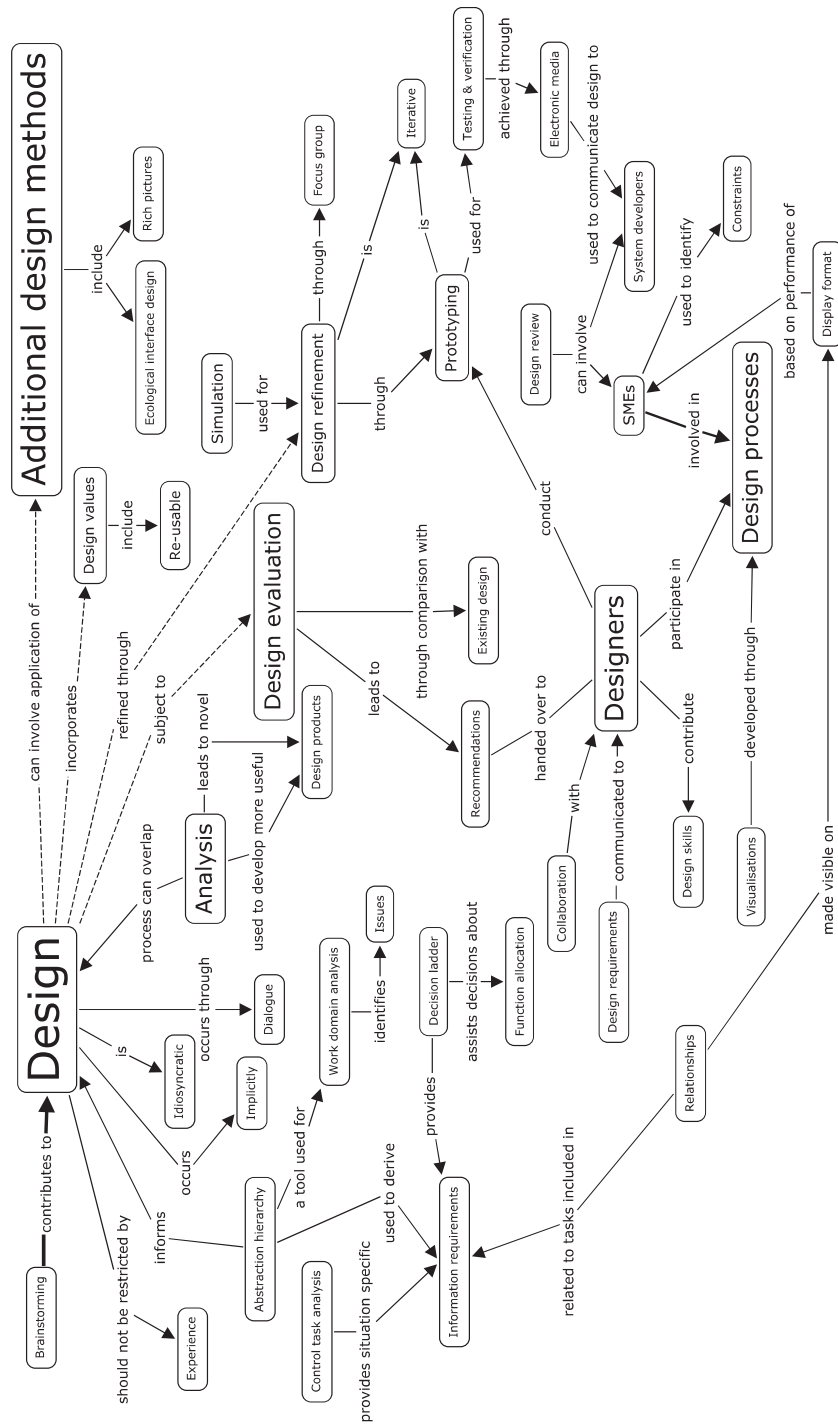 Brainstorming
contributes to
Design
can involve application of
Additional design methods
include
Rich pictures
Ecological interface design
incorporates
Design values
include
Re-usable
refined through
Design refinement
subject to
Design evaluation
should not be restricted by
Experience
informs
Abstraction hierarchy
occurs
Implicitly
is
Idiosyncratic
occurs through
Dialogue
process can overlap
Analysis
leads to novel
used to develop more useful
Design products
Simulation
used for
through
Focus group
is
Iterative
through
Prototyping
is
used for
Testing & verification
achieved through
Electronic media
used to communicate design to
System developers
a tool used for
Work domain analysis
identifies
Issues
used to derive
Information requirements
Control task analysis
provides situation specific
Decision ladder
provides
assists decisions about
Function allocation
leads to
Recommendations
through comparison with
Existing design
handed over to
Designers
conduct
Collaboration
with
Design requirements
communicated to
contribute
Design skills
participate in
Design processes
Visualisations
developed through
Design review
can involve
SMEs
used to identify
Constraints
involved in
based on performance of
Display format
Relationships
related to tasks included in
made visible on